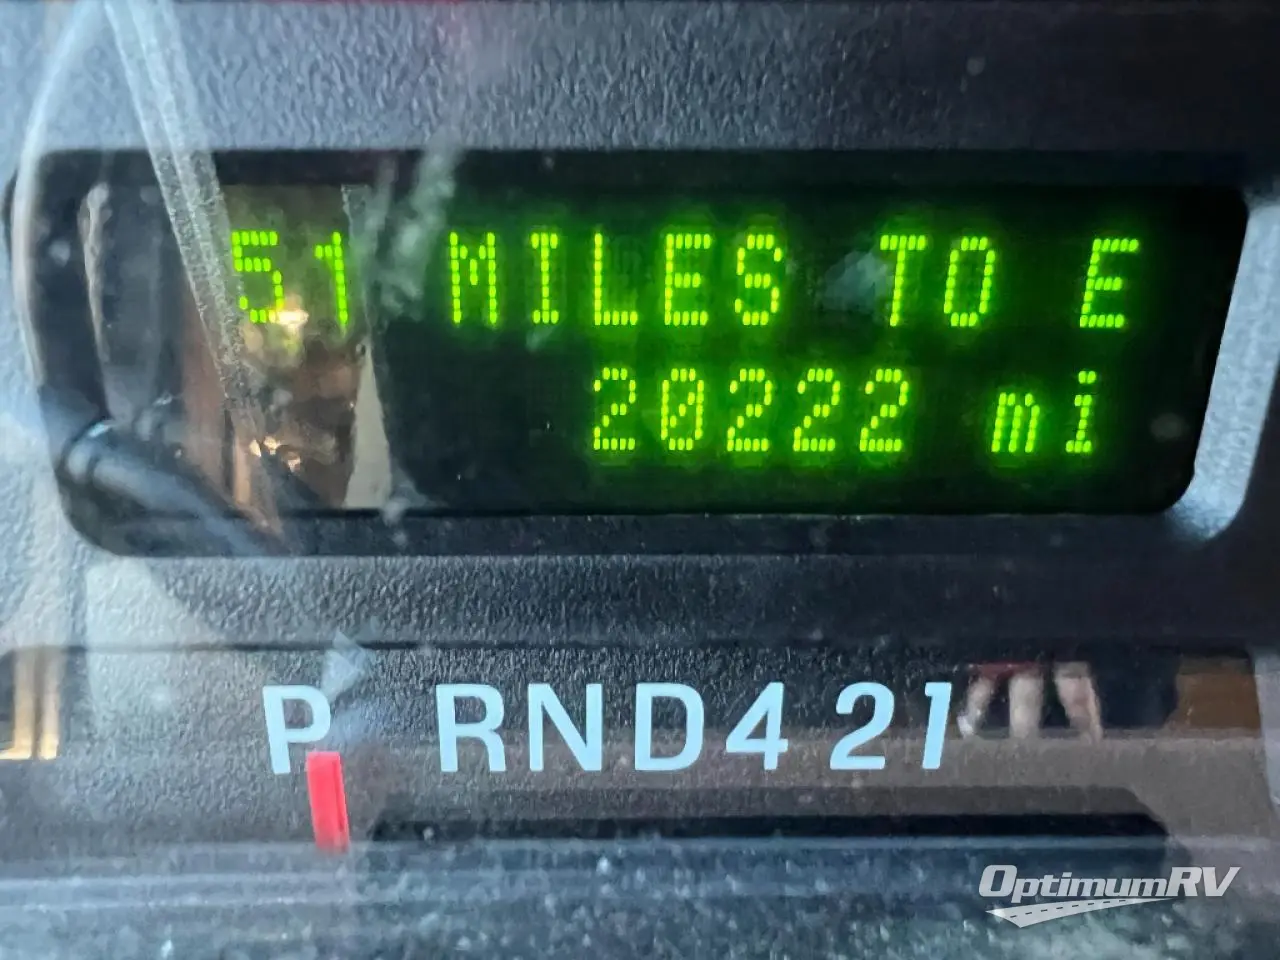 51 MILES TO E
20222 mi
P RND421
OptimumRV